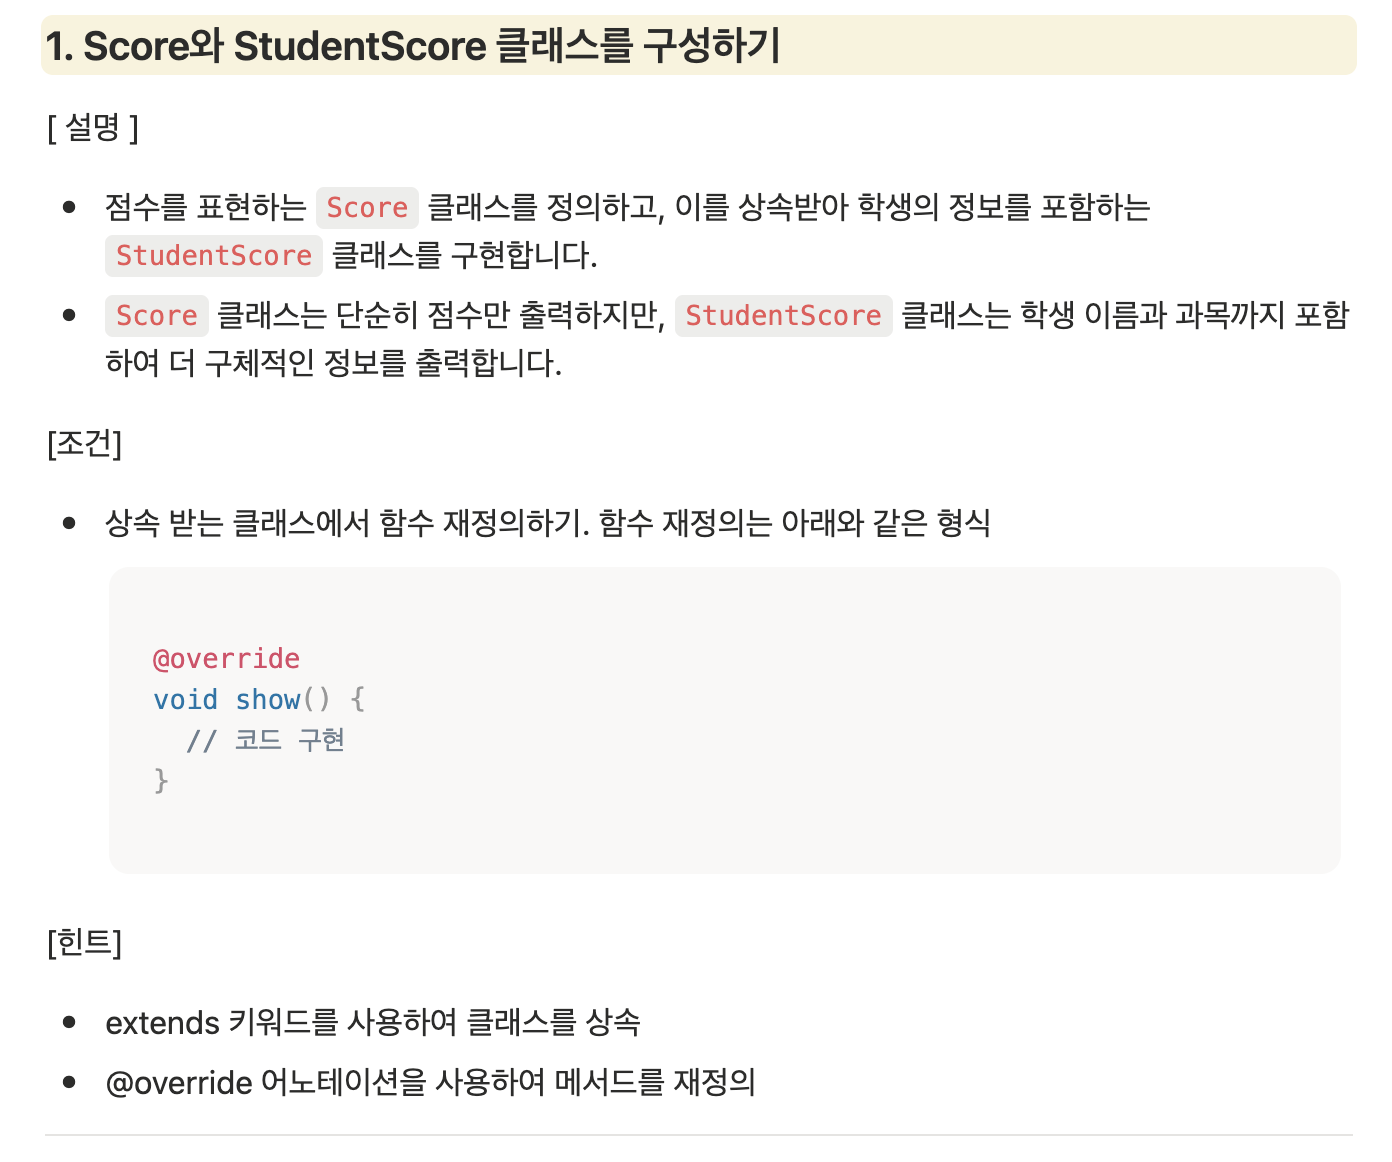 1. Score와 StudentScore 클래스를 구성하기
[ 설명 ]
• 점수를 표현하는 Score 클래스를 정의하고, 이를 상속받아 학생의 정보를 포함하는
StudentScore 클래스를 구현합니다.
• Score 클래스는 단순히 점수만 출력하지만, StudentScore 클래스는 학생 이름과 과목까지 포함
하여 더 구체적인 정보를 출력합니다.
[조건]
• 상속 받는 클래스에서 함수 재정의하기. 함수 재정의는 아래와 같은 형식
@override
void show() {
  // 코드 구현
}
[힌트]
• extends 키워드를 사용하여 클래스를 상속
• @override 어노테이션을 사용하여 메서드를 재정의